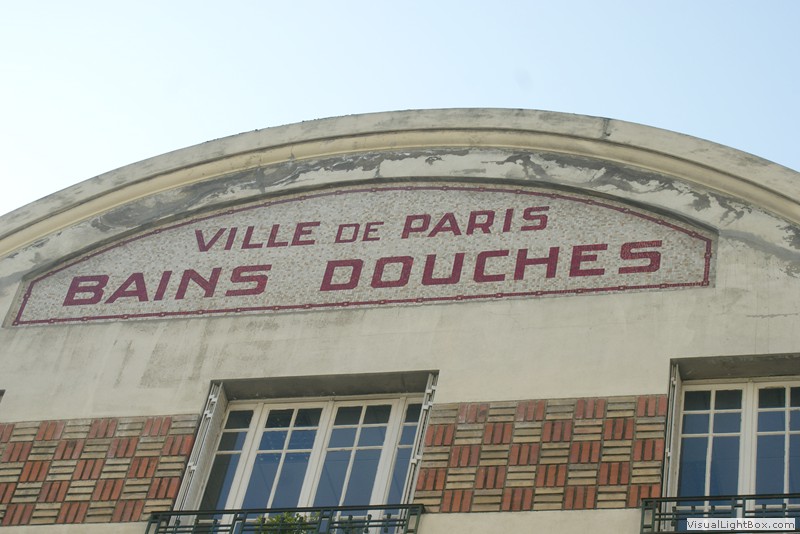 VILLE DE PARIS
BAINS DOUCHES
VisualLightBox.com